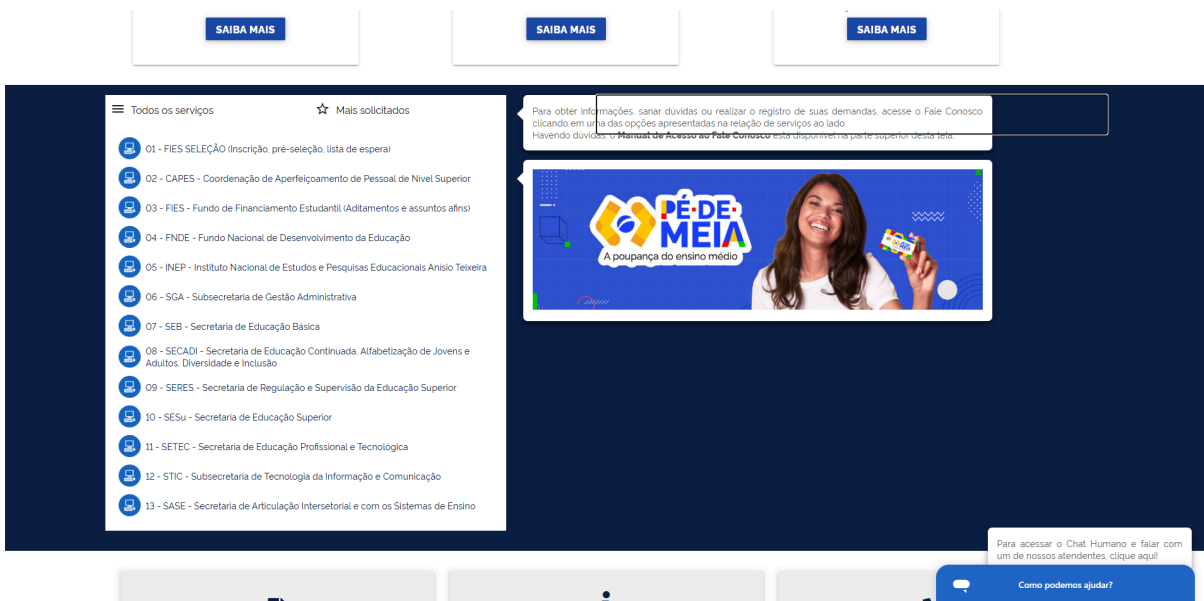 SAIBA MAIS
SAIBA MAIS
SAIBA MAIS
Todos os serviços
Mais solicitados
01 - FIES SELEÇÃO (Inscrição, pré-seleção, lista de espera)
02 - CAPES - Coordenação de Aperfeiçoamento de Pessoal de Nível Superior
03 - FIES - Fundo de Financiamento Estudantil (Aditamentos e assuntos afins)
04 - FNDE - Fundo Nacional de Desenvolvimento da Educação
05 - INEP - Instituto Nacional de Estudos e Pesquisas Educacionais Anísio Teixeira
06 - SGA - Subsecretaria de Gestão Administrativa
07 - SEB - Secretaria de Educação Básica
08 - SECADI - Secretaria de Educação Continuada, Alfabetização de Jovens e
Adultos, Diversidade e Inclusão
09 - SERES - Secretaria de Regulação e Supervisão da Educação Superior
10 - SESu - Secretaria de Educação Superior
11 - SETEC - Secretaria de Educação Profissional e Tecnológica
12 - STIC - Subsecretaria de Tecnologia da Informação e Comunicação
13 - SASE - Secretaria de Articulação Intersetorial e com os Sistemas de Ensino
Para obter informações, sanar dúvidas ou realizar o registro de suas demandas, acesse o Fale Conosco
clicando em uma das opções apresentadas na relação de serviços ao lado.
Havendo dúvidas, o Manual de Acesso ao Fale Conosco está disponível na parte superior desta tela.
PÉ-DE-
MEIA
A poupança do ensino médio
Para acessar o Chat Humano e falar com
um de nossos atendentes, clique aqui!
Como podemos ajudar?